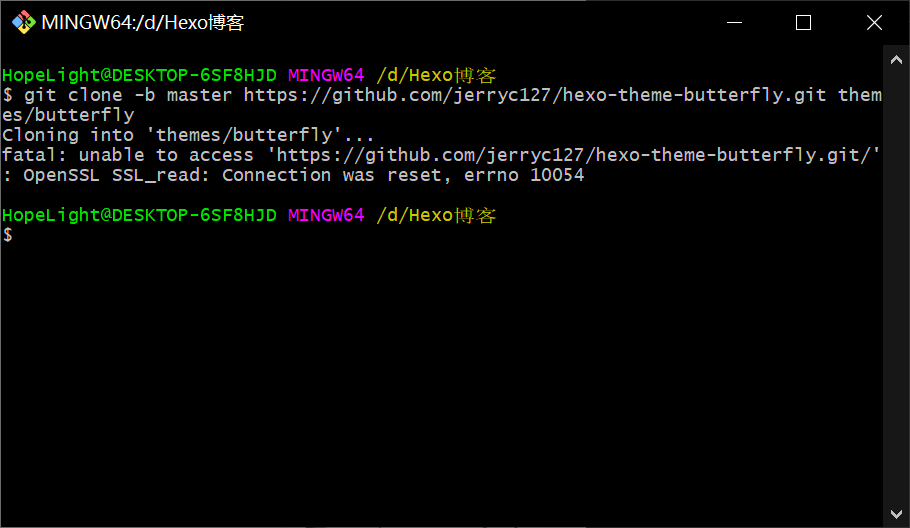 MINGW64:/d/Hexo博客
HopeLight@DESKTOP-6SF8HJD MINGW64 /d/Hexo博客
$ git clone -b master https://github.com/jerryc127/hexo-theme-butterfly.git them
es/butterfly
Cloning into 'themes/butterfly'...
fatal: unable to access 'https://github.com/jerryc127/hexo-theme-butterfly.git/'
: OpenSSL SSL_read: Connection was reset, errno 10054
HopeLight@DESKTOP-6SF8HJD MINGW64 /d/Hexo博客
$